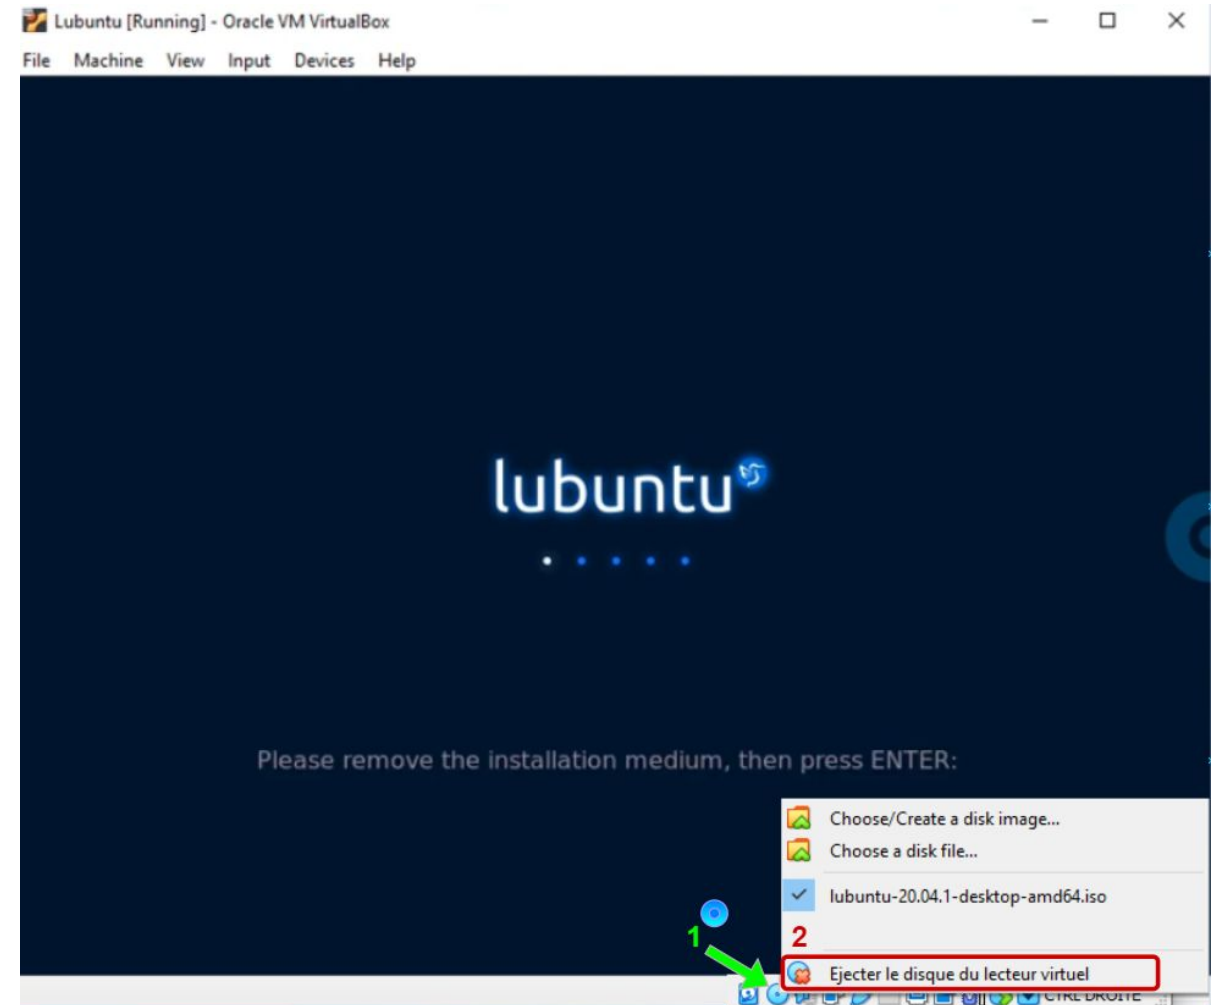 Lubuntu [Running] - Oracle VM VirtualBox
File Machine View Input Devices Help
lubuntu
Please remove the installation medium, then press ENTER:
Choose/Create a disk image...
Choose a disk file...
lubuntu-20.04.1-desktop-amd64.iso
1
2
Ejecter le disque du lecteur virtuel
CTRL DROITE